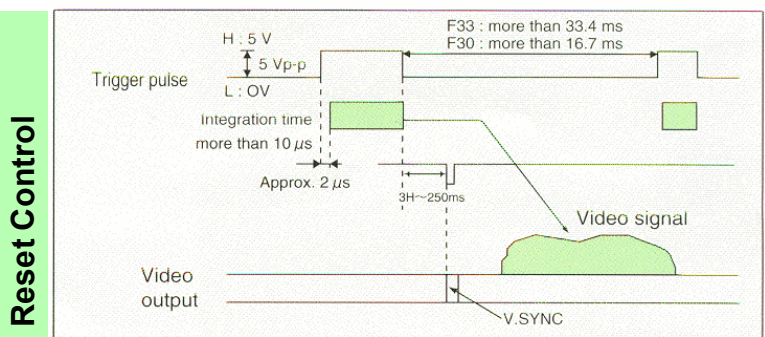 Reset Control
F33 : more than 33.4 ms
F30 : more than 16.7 ms
H : 5 V
5 Vp-p
Trigger pulse
L : OV
Integration time
more than 10 μs
Approx. 2 μs
3H～250ms
Video signal
Video
output
V.SYNC